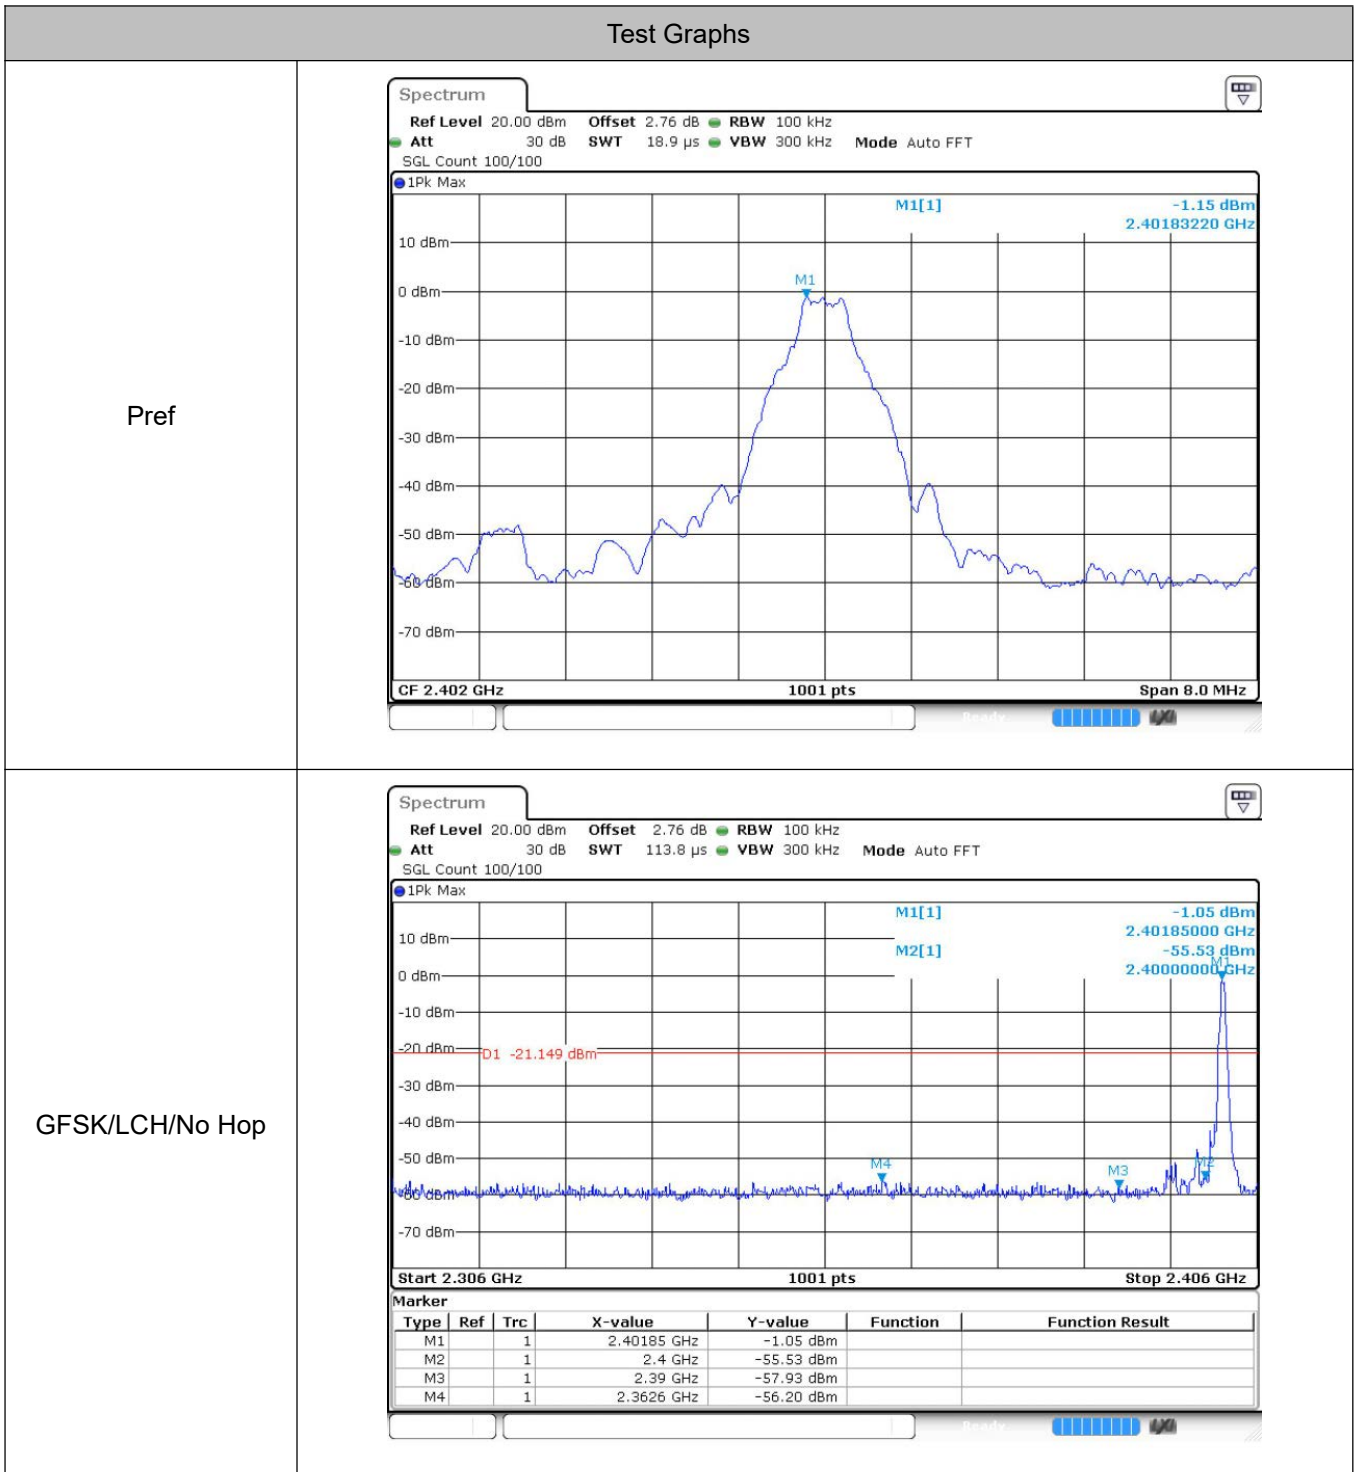 Test Graphs
Pref
Spectrum
Ref Level 20.00 dBm Offset 2.76 dB RBW 100 kHz
Att 30 dB SWT 18.9 µs VBW 300 kHz Mode Auto FFT
SGL Count 100/100
1Pk Max
M1[1] -1.15 dBm
2.40183220 GHz
10 dBm
M1
0 dBm
-10 dBm
-20 dBm
-30 dBm
-40 dBm
-50 dBm
-60 dBm
-70 dBm
CF 2.402 GHz 1001 pts Span 8.0 MHz
Ready
GFSK/LCH/No Hop
Spectrum
Ref Level 20.00 dBm Offset 2.76 dB RBW 100 kHz
Att 30 dB SWT 113.8 µs VBW 300 kHz Mode Auto FFT
SGL Count 100/100
1Pk Max
M1[1] -1.05 dBm
2.40185000 GHz
10 dBm
M2[1] -55.53 dBm
M1
0 dBm 2.40000000 GHz
-10 dBm
-20 dBm
D1 -21.149 dBm
-30 dBm
-40 dBm
-50 dBm
M4 M3 M2
-60 dBm
-70 dBm
Start 2.306 GHz 1001 pts Stop 2.406 GHz
Marker
Type Ref Trc X-value Y-value Function Function Result
M1 1 2.40185 GHz -1.05 dBm
M2 1 2.4 GHz -55.53 dBm
M3 1 2.39 GHz -57.93 dBm
M4 1 2.3626 GHz -56.20 dBm
Ready